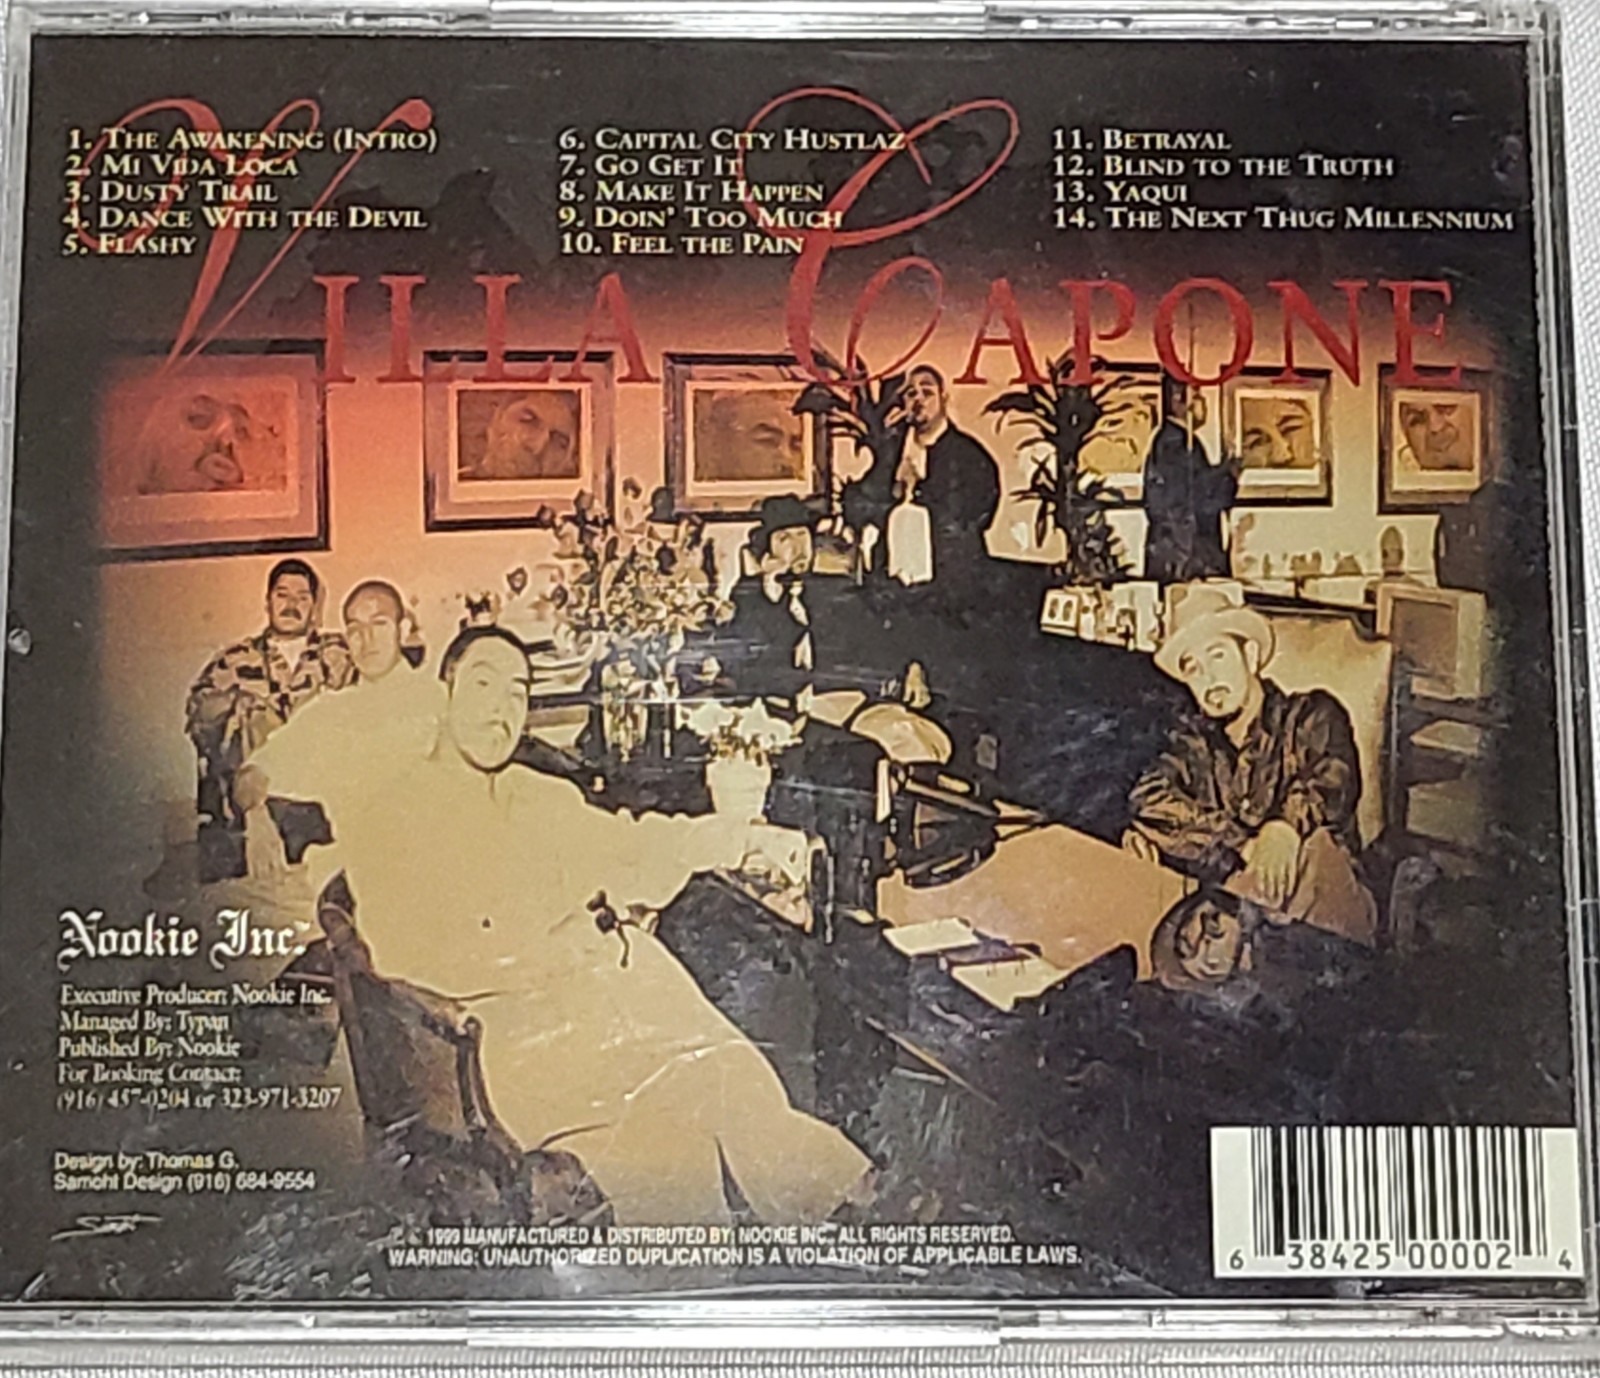 1. The Awakening (Intro)
2. Mi Vida Loca
3. Dusty Trail
4. Dance With the Devil
5. Flashy
6. Capital City Hustlaz
7. Go Get It
8. Make It Happen
9. Doin' Too Much
10. Feel the Pain
11. Betrayal
12. Blind to the Truth
13. Yaqui
14. The Next Thug Millennium
Villa Capone
Nookie Inc.
Executive Producer: Nookie Inc.
Managed By: Typan
Published By: Nookie
For Booking Contact:
(916) 457-0204 or 323-971-3207
Design by: Thomas G.
Samoht Design (916) 684-9554
℗ © 1999 MANUFACTURED & DISTRIBUTED BY: NOOKIE INC. ALL RIGHTS RESERVED.
WARNING: UNAUTHORIZED DUPLICATION IS A VIOLATION OF APPLICABLE LAWS.
6 38425 00002 4